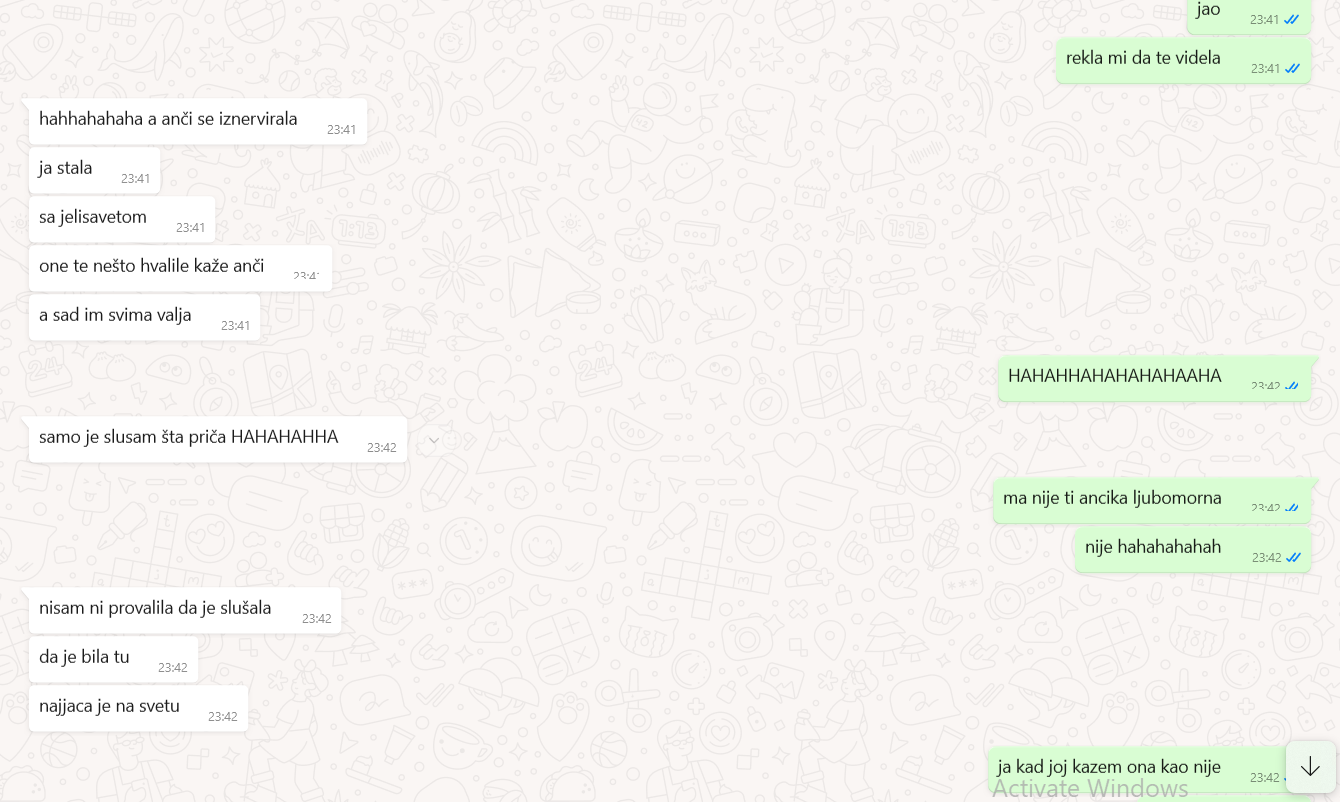 jao
23:41
rekla mi da te videla
23:41
hahhahahaha a anči se iznervirala
23:41
ja stala
23:41
sa jelisavetom
23:41
one te nešto hvalile kaže anči
23:41
a sad im svima valja
23:41
HAHAHHAHAHAHAHAAHA
23:42
samo je slusam šta priča HAHAHAHHA
23:42
ma nije ti ancika ljubomorna
23:42
nije hahahahahah
23:42
nisam ni provalila da je slušala
23:42
da je bila tu
23:42
najjaca je na svetu
23:42
ja kad joj kazem ona kao nije
23:42
Activate Windows